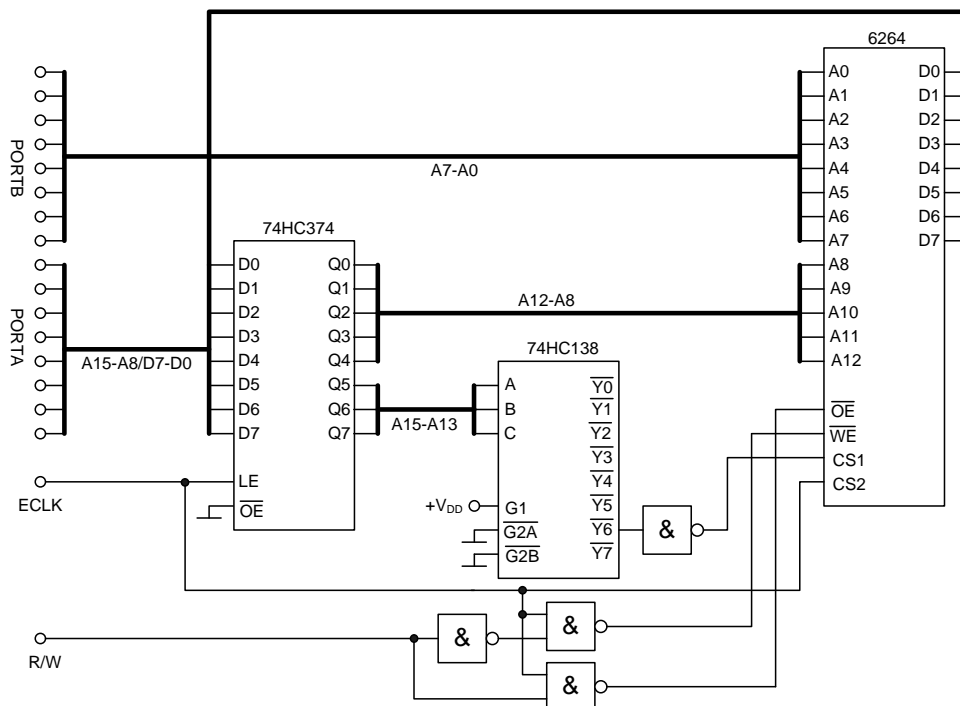 6264
A0
A1
A2
A3
A4
A5
A6
A7
A8
A9
A10
A11
A12
OE
WE
CS1
CS2
D0
D1
D2
D3
D4
D5
D6
D7
PORTB
A7-A0
PORTA
A15-A8/D7-D0
74HC374
D0
D1
D2
D3
D4
D5
D6
D7
LE
OE
Q0
Q1
Q2
Q3
Q4
Q5
Q6
Q7
A12-A8
A15-A13
74HC138
A
B
C
G1
G2A
G2B
Y0
Y1
Y2
Y3
Y4
Y5
Y6
Y7
+VDD
&
ECLK
R/W
&
&
&